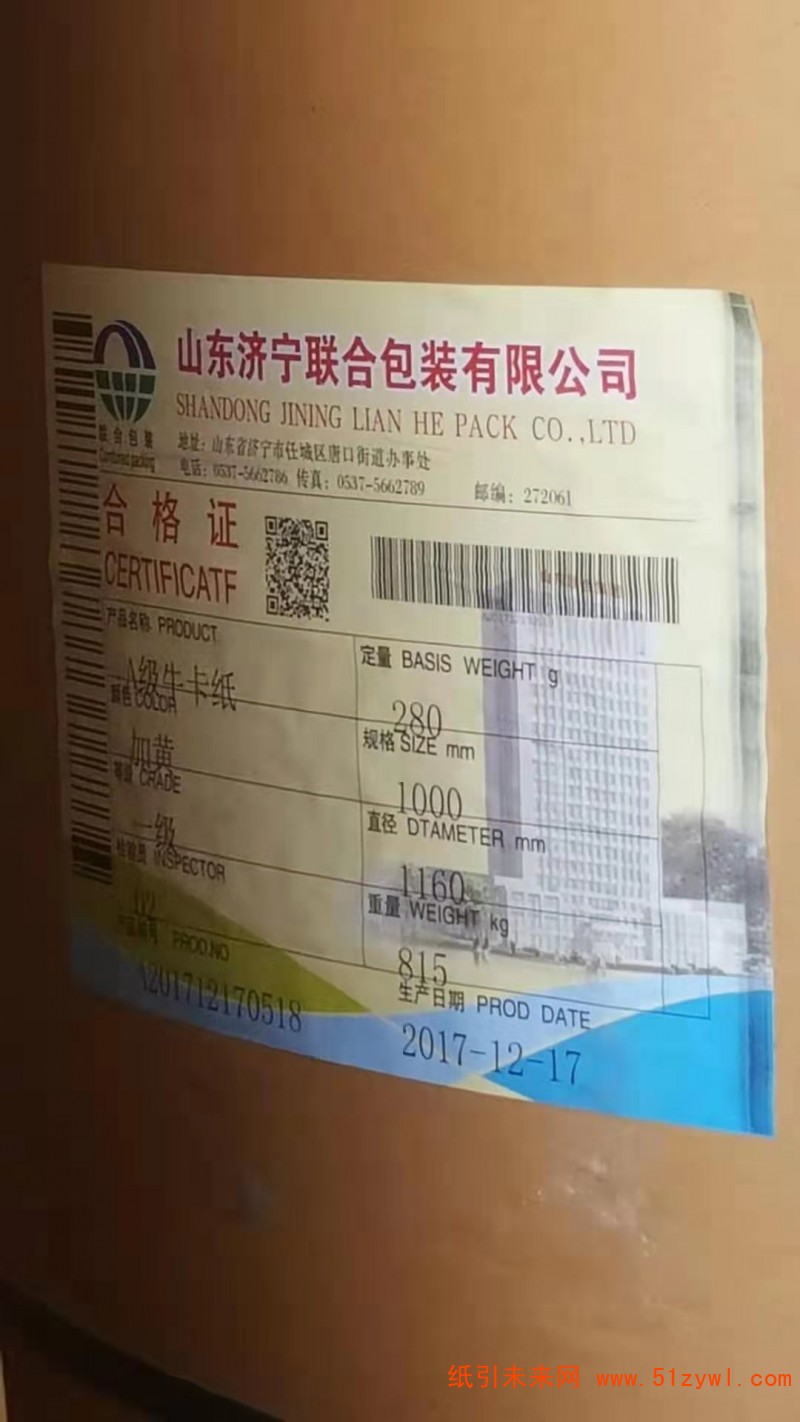 山东济宁联合包装有限公司
SHANDONG JINING LIAN HE PACK CO.,LTD
联合包装
Combined packing
地址：山东省济宁市任城区唐口街道办事处
电话：0537-5662786 传真：0537-5662789 邮编：272061
合格证
CERTIFICATE
产品名称 PRODUCT
A级牛卡纸
颜色 COLOR
加黄
等级 CRADE
一级
检验员 INSPECTOR
产品编号 PROD.NO
A201712170518
定量 BASIS WEIGHT g
280
规格 SIZE mm
1000
直径 DTAMETER mm
1160
重量 WEIGHT kg
815
生产日期 PROD DATE
2017-12-17
纸引未来网 www.51zywl.com